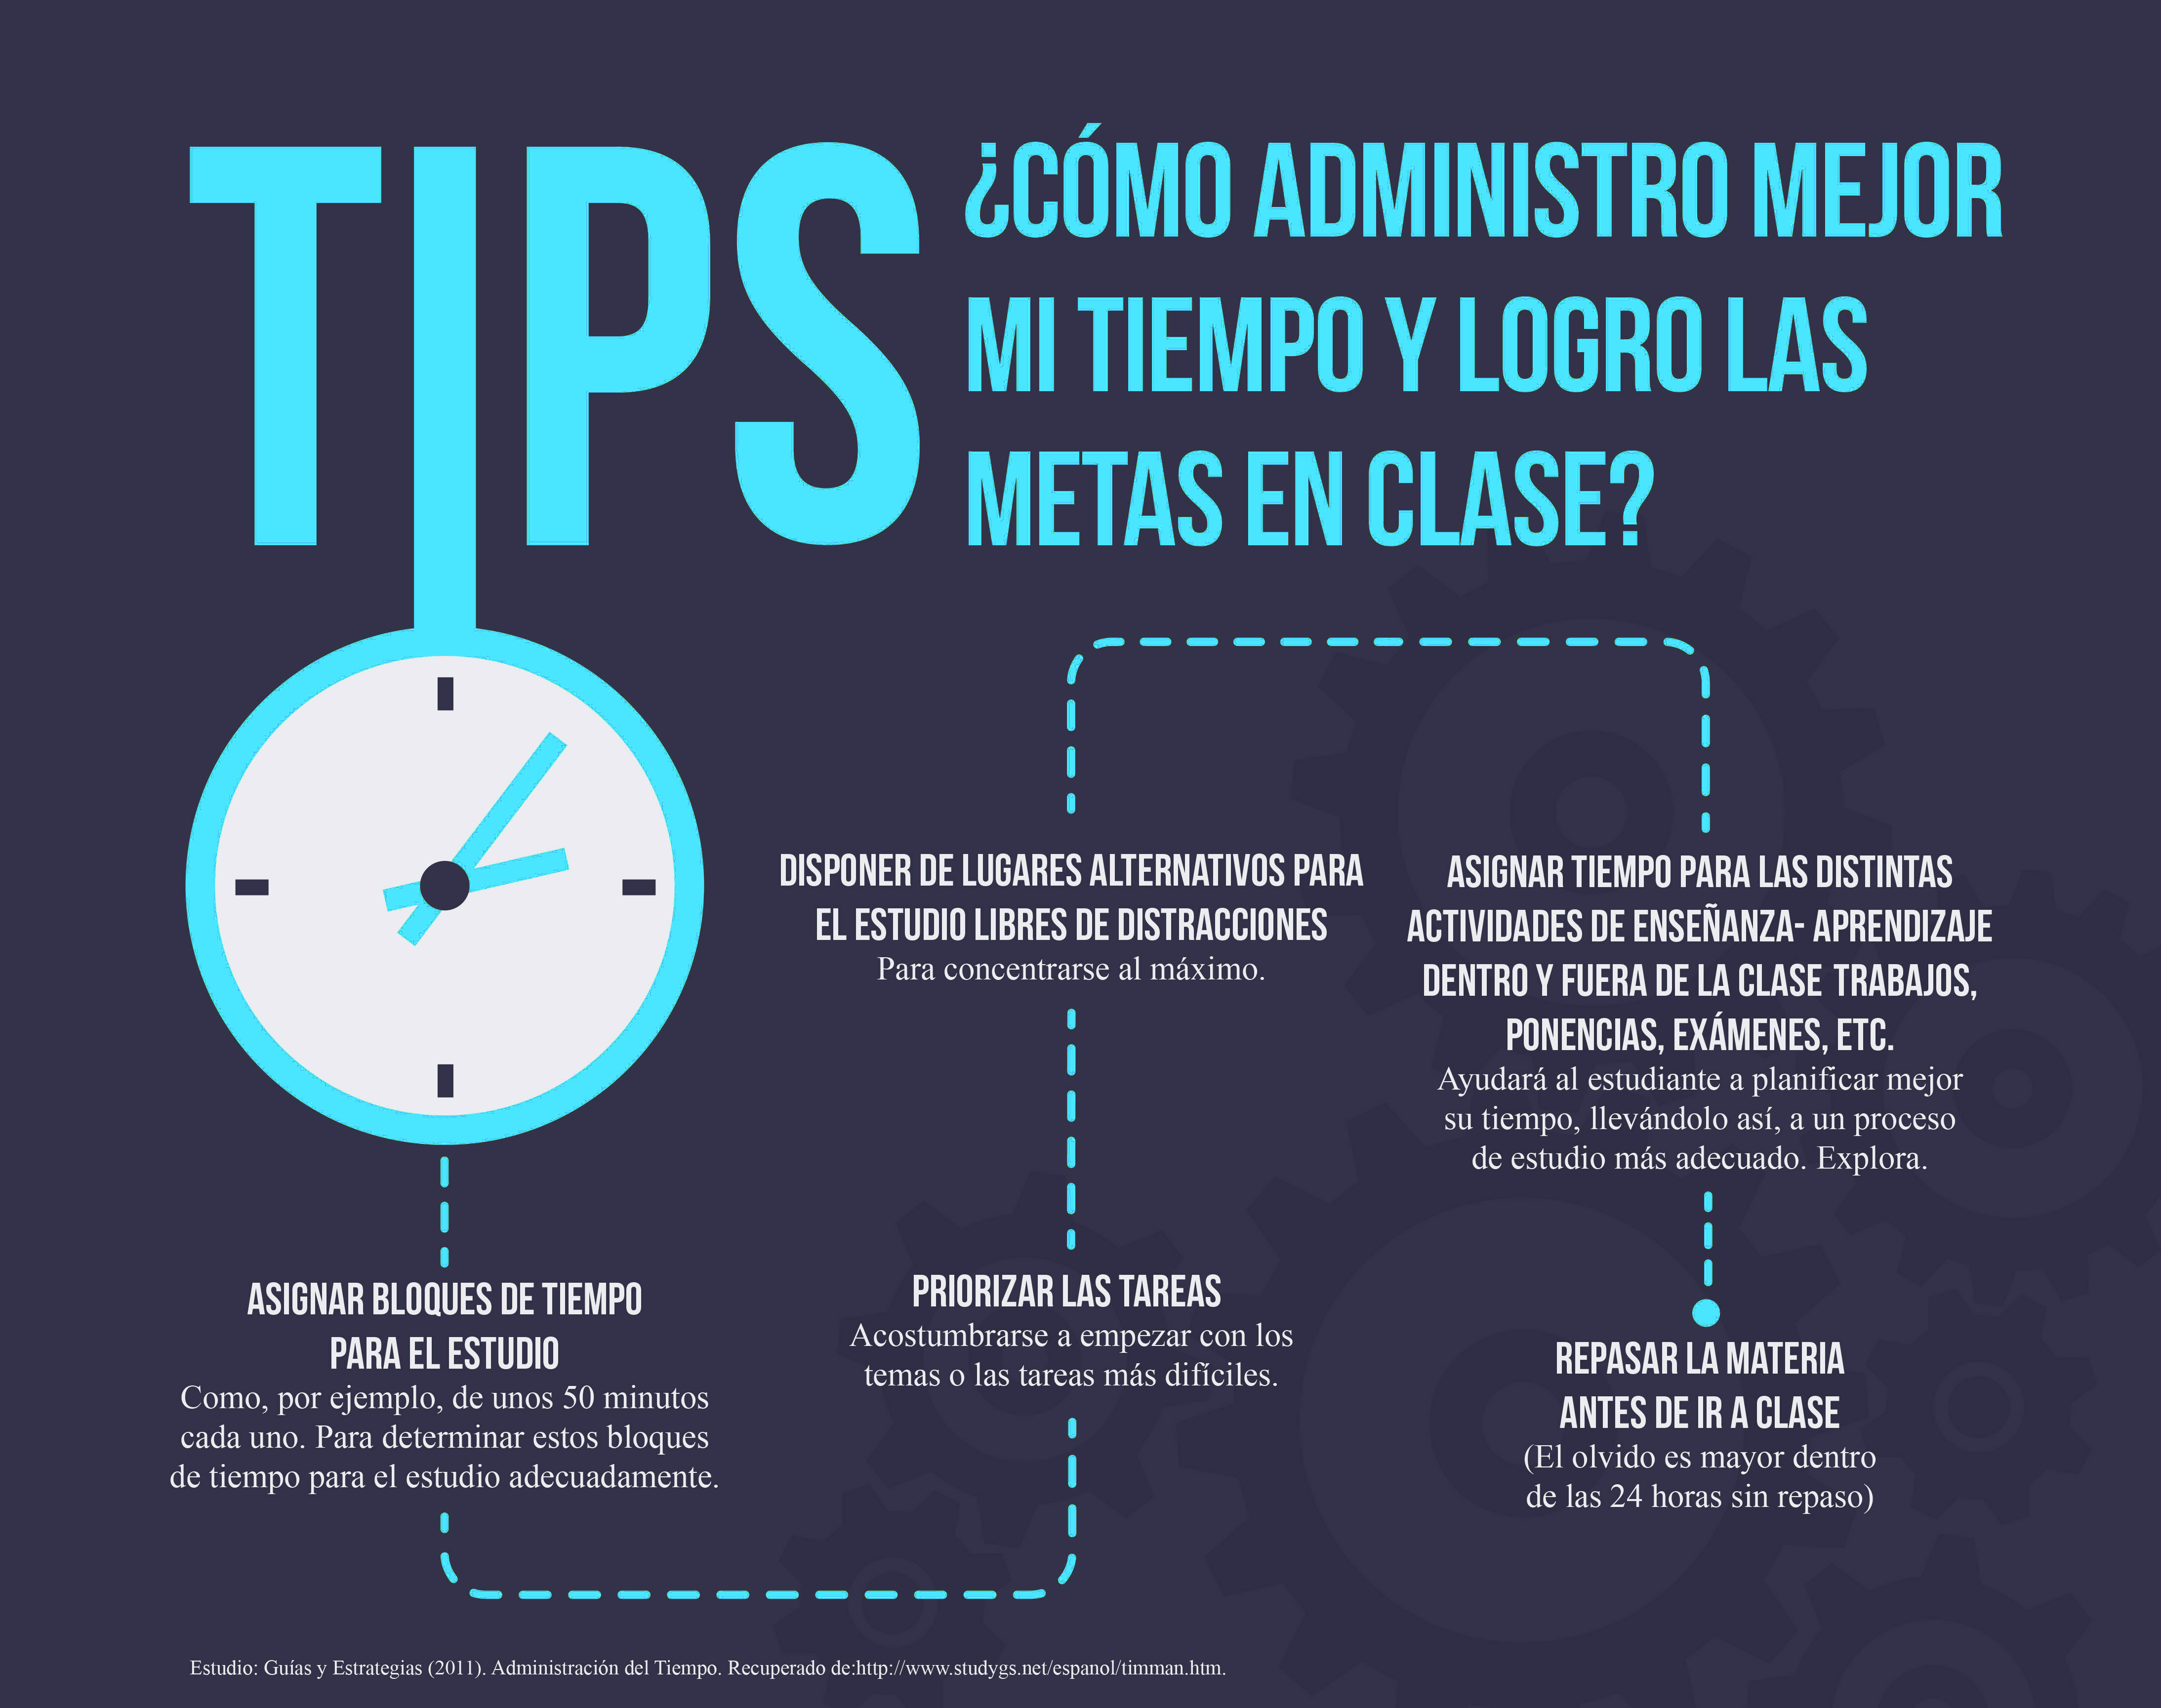 TIPS
¿CÓMO ADMINISTRO MEJOR
MI TIEMPO Y LOGRO LAS
METAS EN CLASE?
ASIGNAR BLOQUES DE TIEMPO
PARA EL ESTUDIO
Como, por ejemplo, de unos 50 minutos
cada uno. Para determinar estos bloques
de tiempo para el estudio adecuadamente.
PRIORIZAR LAS TAREAS
Acostumbrarse a empezar con los
temas o las tareas más difíciles.
DISPONER DE LUGARES ALTERNATIVOS PARA
EL ESTUDIO LIBRES DE DISTRACCIONES
Para concentrarse al máximo.
ASIGNAR TIEMPO PARA LAS DISTINTAS
ACTIVIDADES DE ENSEÑANZA- APRENDIZAJE
DENTRO Y FUERA DE LA CLASE TRABAJOS,
PONENCIAS, EXÁMENES, ETC.
Ayudará al estudiante a planificar mejor
su tiempo, llevándolo así, a un proceso
de estudio más adecuado. Explora.
REPASAR LA MATERIA
ANTES DE IR A CLASE
(El olvido es mayor dentro
de las 24 horas sin repaso)
Estudio: Guías y Estrategias (2011). Administración del Tiempo. Recuperado de:http://www.studygs.net/espanol/timman.htm.